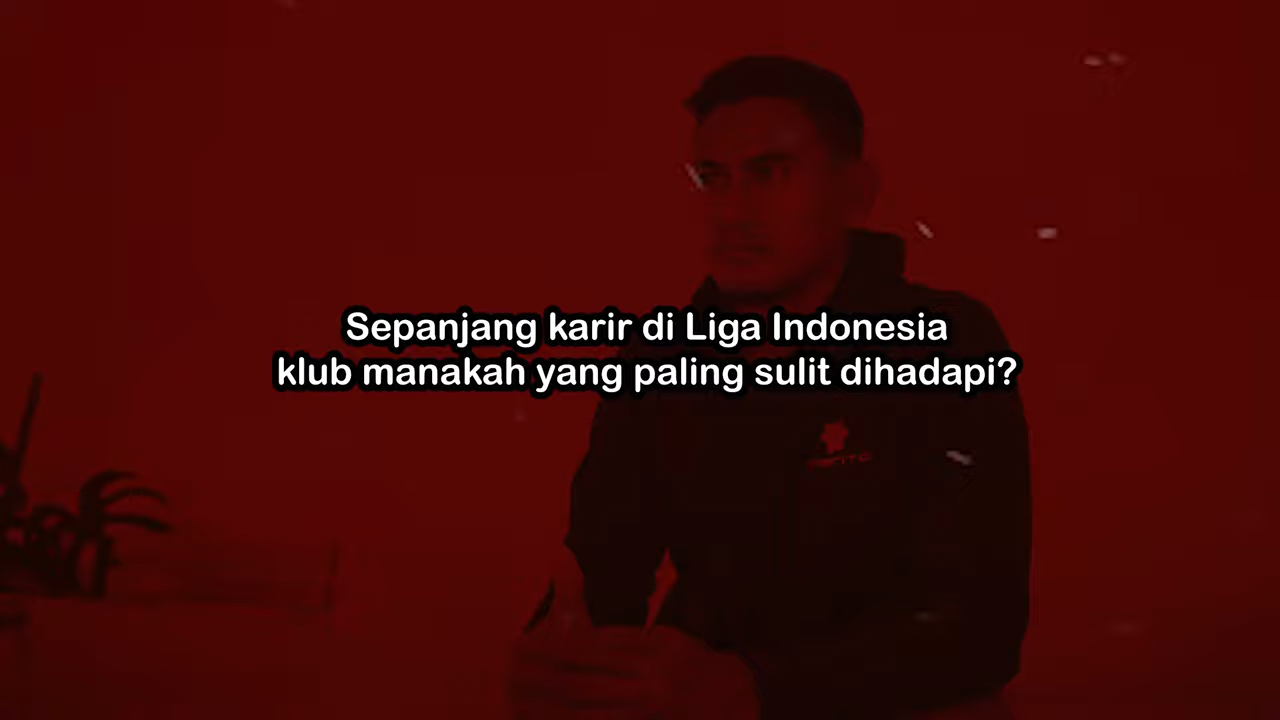 Sepanjang karir di Liga Indonesia
klub manakah yang paling sulit dihadapi?